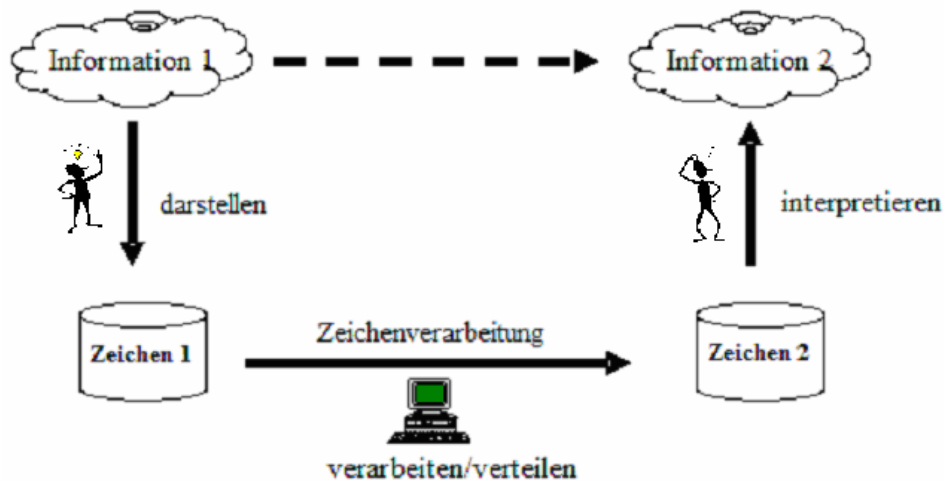 Information 1
Information 2
darstellen
interpretieren
Zeichenverarbeitung
Zeichen 1
Zeichen 2
verarbeiten/verteilen